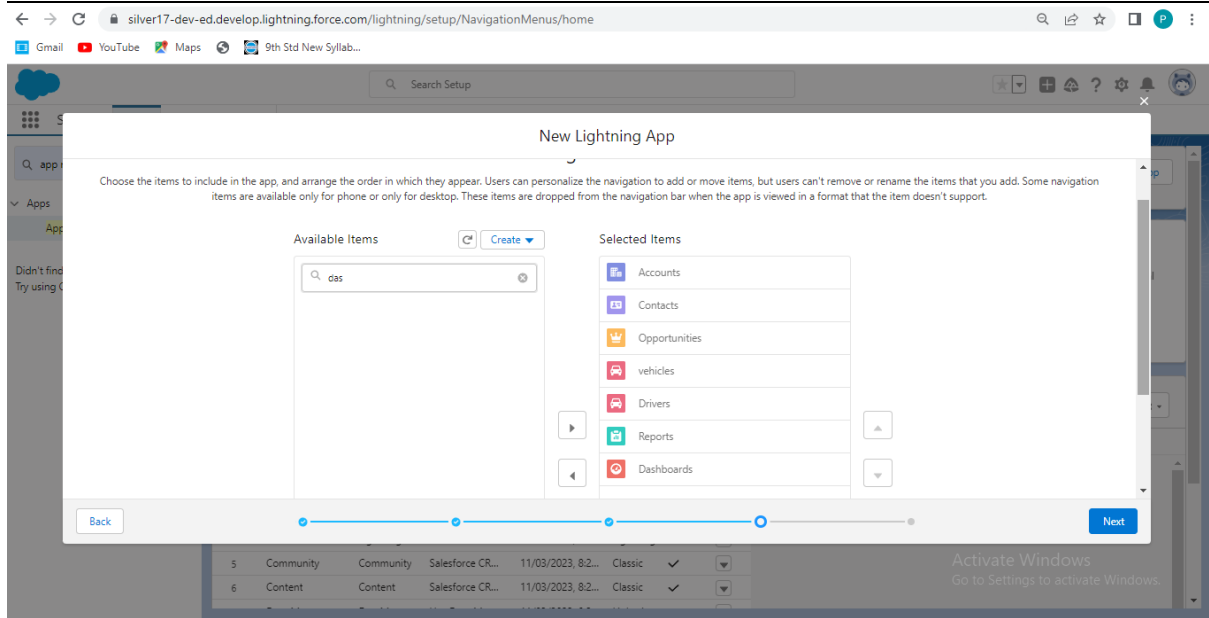 silver17-dev-ed.develop.lightning.force.com/lightning/setup/NavigationMenus/home
P
Gmail YouTube Maps 9th Std New Syllab...
Search Setup
New Lightning App
app
Choose the items to include in the app, and arrange the order in which they appear. Users can personalize the navigation to add or move items, but users can't remove or rename the items that you add. Some navigation
items are available only for phone or only for desktop. These items are dropped from the navigation bar when the app is viewed in a format that the item doesn't support.
Apps
App
Available Items Create Selected Items
Didn't find
Try using
das
Accounts
Contacts
Opportunities
vehicles
Drivers
Reports
Dashboards
Back Next
5 Community Community Salesforce CR... 11/03/2023, 8:2... Classic
6 Content Content Salesforce CR... 11/03/2023, 8:2... Classic
Activate Windows
Go to Settings to activate Windows.